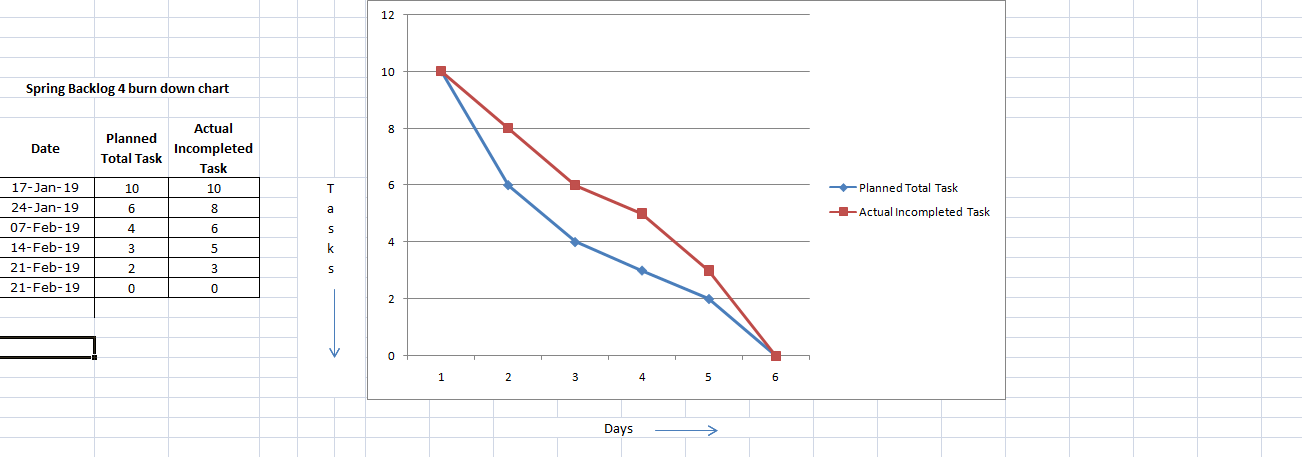 Spring Backlog 4 burn down chart
Date Planned Total Task Actual Incompleted Task
17-Jan-19 10 10
24-Jan-19 6 8
07-Feb-19 4 6
14-Feb-19 3 5
21-Feb-19 2 3
21-Feb-19 0 0
T
a
s
k
s
12
10
8
6
4
2
0
1 2 3 4 5 6
Planned Total Task
Actual Incompleted Task
Days